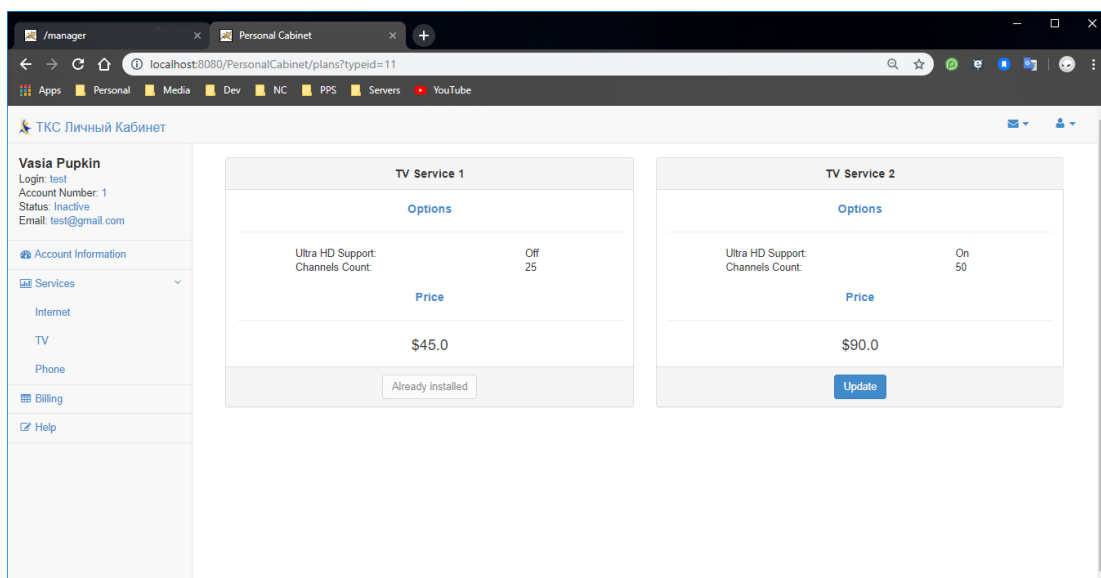 /manager
Personal Cabinet
localhost:8080/PersonalCabinet/plans?typeid=11
Apps Personal Media Dev NC PPS Servers YouTube
ТКС Личный Кабинет
Vasia Pupkin
Login: test
Account Number: 1
Status: Inactive
Email: test@gmail.com
Account Information
Services
Internet
TV
Phone
Billing
Help
TV Service 1
Options
Ultra HD Support: Off
Channels Count: 25
Price
$45.0
Already installed
TV Service 2
Options
Ultra HD Support: On
Channels Count: 50
Price
$90.0
Update